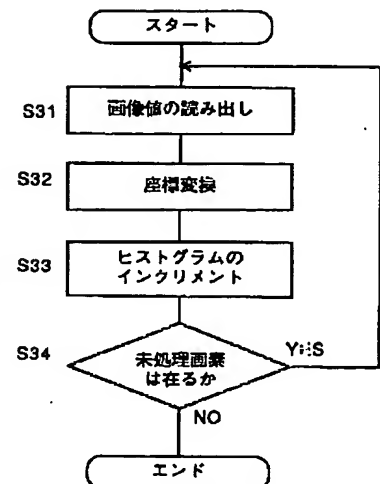 スタート
S31
画像値の読み出し
S32
座標変換
S33
ヒストグラムの
インクリメント
S34
未処理画素
は在るか
YES
NO
エンド